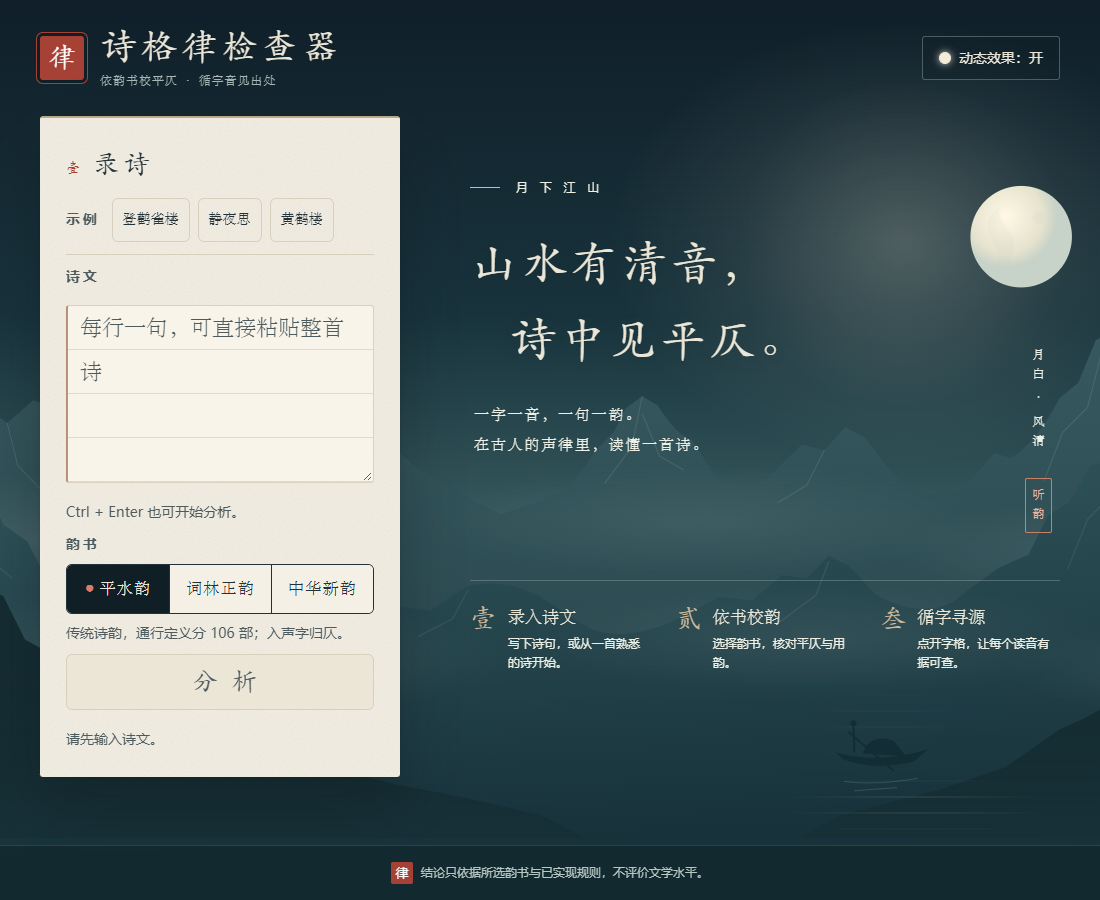 律
诗格律检查器
依韵书校平仄 · 循字音见出处
动态效果：开
壹 录诗
示例 登鹳雀楼 静夜思 黄鹤楼
诗文
每行一句，可直接粘贴整首
诗
Ctrl + Enter 也可开始分析。
韵书
平水韵 词林正韵 中华新韵
传统诗韵，通行定义分 106 部；入声字归仄。
分析
请先输入诗文。
月下江山
山水有清音，
诗中见平仄。
一字一音，一句一韵。
在古人的声律里，读懂一首诗。
月白·风清
听韵
壹 录入诗文
写下诗句，或从一首熟悉
的诗开始。
贰 依书校韵
选择韵书，核对平仄与用
韵。
叁 循字寻源
点开字格，让每个读音有
据可查。
律 结论只依据所选韵书与已实现规则，不评价文学水平。